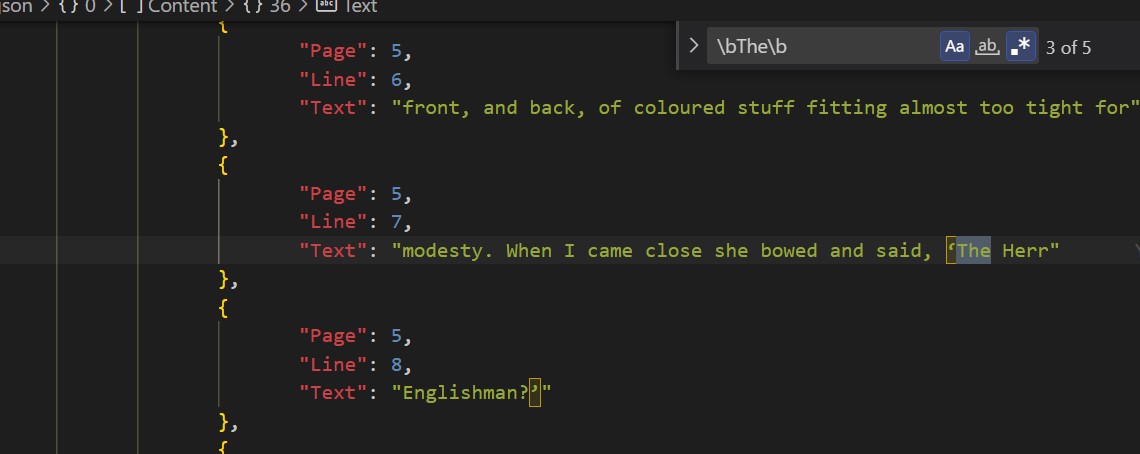 son > {} 0 > [ ] Content > {} 36 > abc Text
\bThe\b Aa ab .* 3 of 5
{
"Page": 5,
"Line": 6,
"Text": "front, and back, of coloured stuff fitting almost too tight for"
},
{
"Page": 5,
"Line": 7,
"Text": "modesty. When I came close she bowed and said, ‘The Herr"
},
{
"Page": 5,
"Line": 8,
"Text": "Englishman?’"
},
{